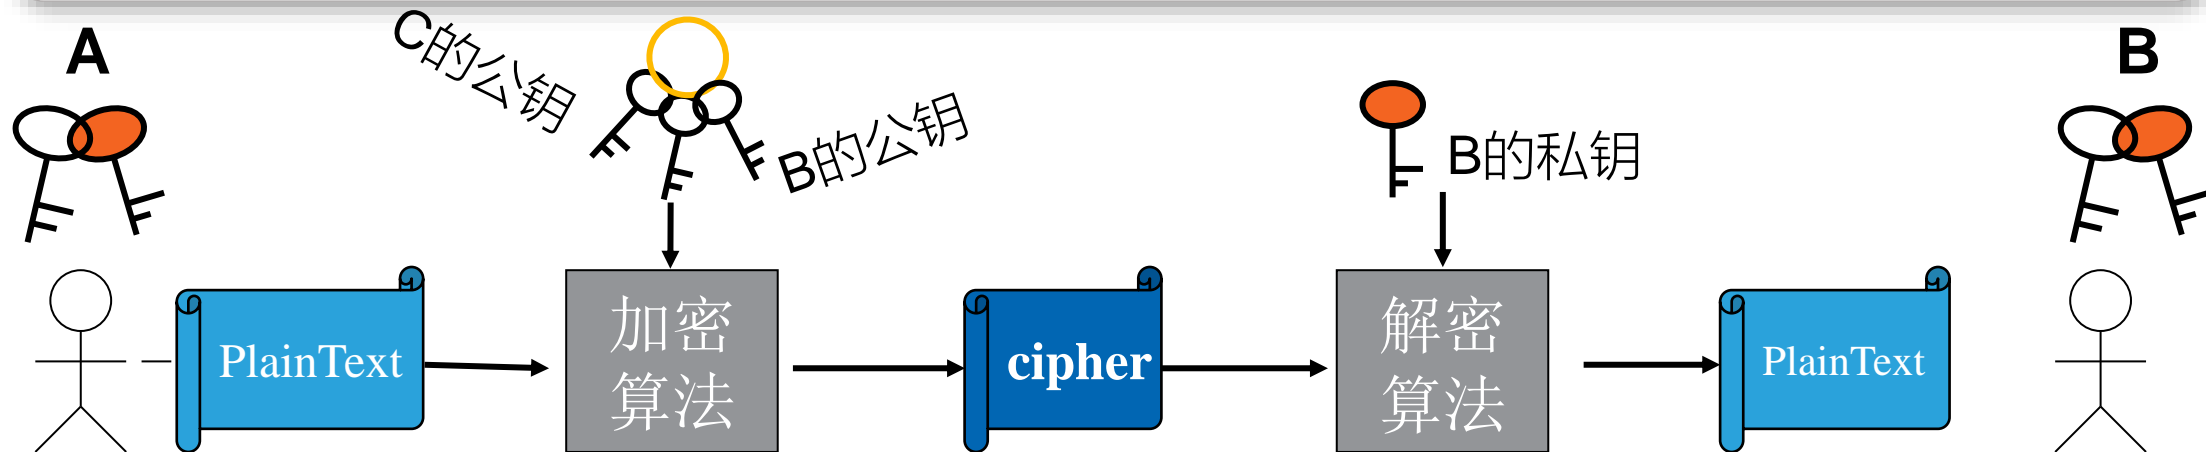 A
C的公钥
B的公钥
B的私钥
B
PlainText
加密
算法
cipher
解密
算法
PlainText